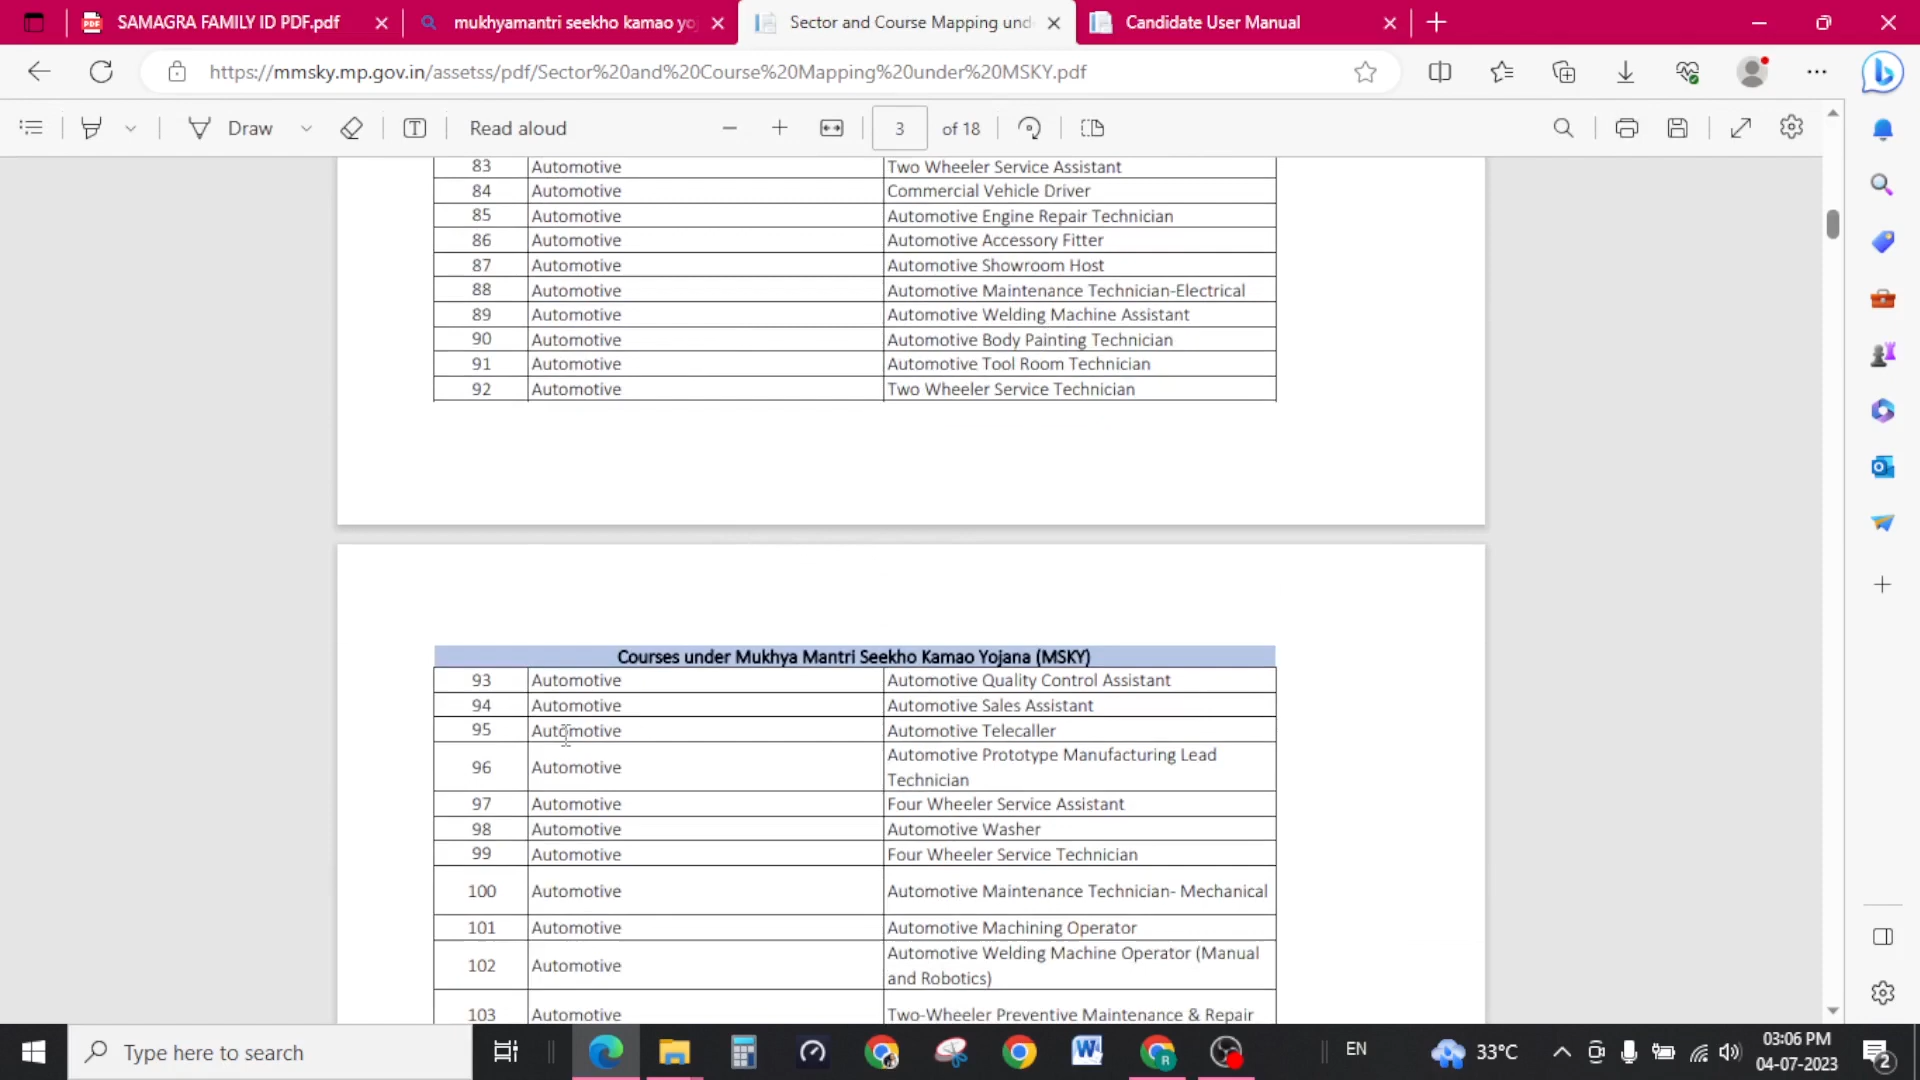 SAMAGRA FAMILY ID PDF.pdf
mukhyamantri seekho kamao yo
Sector and Course Mapping und
Candidate User Manual
https://mmsky.mp.gov.in/assetss/pdf/Sector%20and%20Course%20Mapping%20under%20MSKY.pdf
Draw
Read aloud
3 of 18
83 Automotive Two Wheeler Service Assistant
84 Automotive Commercial Vehicle Driver
85 Automotive Automotive Engine Repair Technician
86 Automotive Automotive Accessory Fitter
87 Automotive Automotive Showroom Host
88 Automotive Automotive Maintenance Technician-Electrical
89 Automotive Automotive Welding Machine Assistant
90 Automotive Automotive Body Painting Technician
91 Automotive Automotive Tool Room Technician
92 Automotive Two Wheeler Service Technician
Courses under Mukhya Mantri Seekho Kamao Yojana (MSKY)
93 Automotive Automotive Quality Control Assistant
94 Automotive Automotive Sales Assistant
95 Automotive Automotive Telecaller
96 Automotive Automotive Prototype Manufacturing Lead
Technician
97 Automotive Four Wheeler Service Assistant
98 Automotive Automotive Washer
99 Automotive Four Wheeler Service Technician
100 Automotive Automotive Maintenance Technician- Mechanical
101 Automotive Automotive Machining Operator
102 Automotive Automotive Welding Machine Operator (Manual
and Robotics)
103 Automotive Two-Wheeler Preventive Maintenance & Repair
Type here to search
EN
33°C
03:06 PM
04-07-2023
2